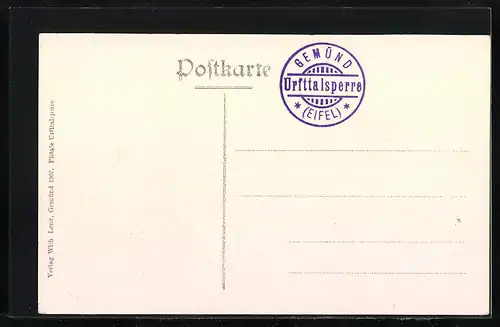 Postkarte
GEMÜND
Urfttalsperre
* (EIFEL) *
Verlag Wilh. Lenz, Gemünd 1907. Filiale Urfttalsperre